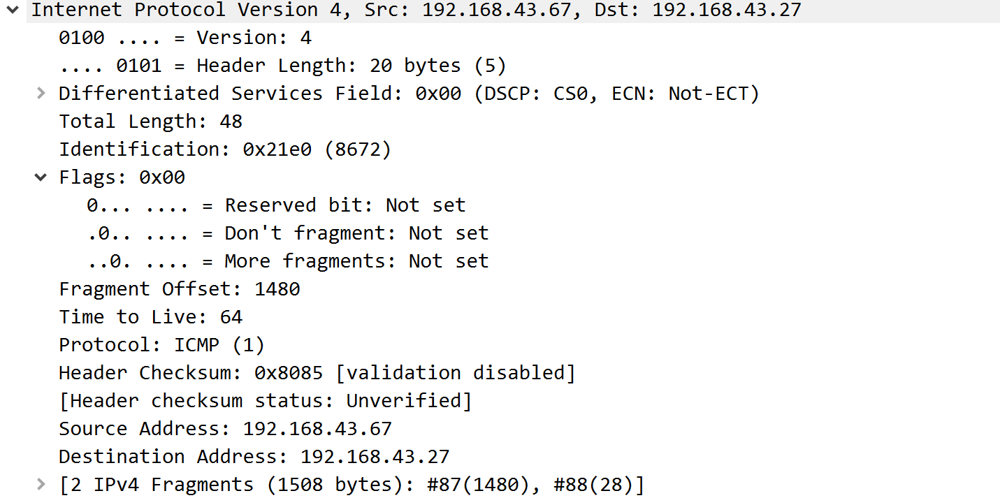 Internet Protocol Version 4, Src: 192.168.43.67, Dst: 192.168.43.27
0100 .... = Version: 4
.... 0101 = Header Length: 20 bytes (5)
Differentiated Services Field: 0x00 (DSCP: CS0, ECN: Not-ECT)
Total Length: 48
Identification: 0x21e0 (8672)
Flags: 0x00
0... .... = Reserved bit: Not set
.0.. .... = Don't fragment: Not set
..0. .... = More fragments: Not set
Fragment Offset: 1480
Time to Live: 64
Protocol: ICMP (1)
Header Checksum: 0x8085 [validation disabled]
[Header checksum status: Unverified]
Source Address: 192.168.43.67
Destination Address: 192.168.43.27
[2 IPv4 Fragments (1508 bytes): #87(1480), #88(28)]